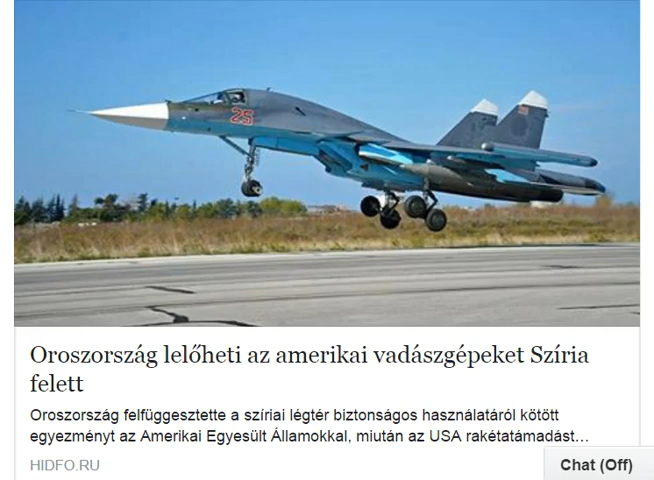 25
Oroszország lelőheti az amerikai vadászgépeket Szíria
felett
Oroszország felfüggesztette a szíriai légtér biztonságos használatáról kötött
egyezményt az Amerikai Egyesült Államokkal, miután az USA rakétatámadást...
HIDFO.RU
Chat (Off)